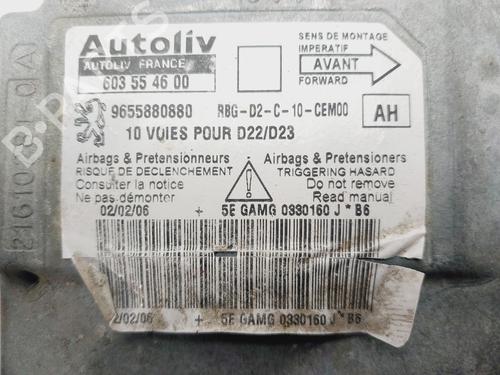 Autoliv
AUTOLIV FRANCE
603 55 46 00
SENS DE MONTAGE
IMPERATIF
AVANT
FORWARD
9655880880 RBG-D2-C-10-CEM00
AH
10 VOIES POUR D22/D23
Airbags & Pretensionneurs
RISQUE DE DECLENCHEMENT
Consulter la notice
Ne pas démonter
Airbags & Pretensioners
TRIGGERING HASARD
Do not remove
Read manual
02/02/06 + 5E GAMG 0330160 J * B6
2/02/06 + 5E GAMG 0330160 J * B6